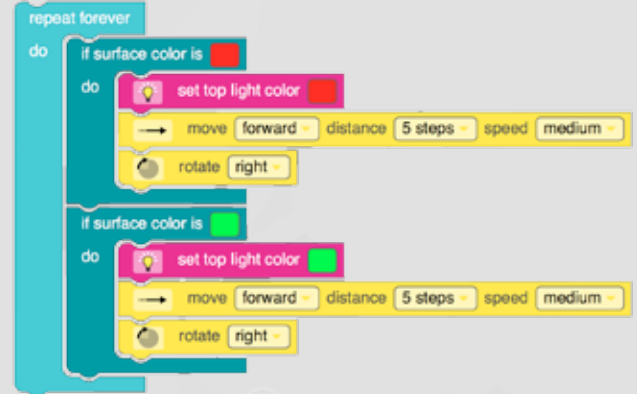 repeat forever
do if surface color is
do set top light color
move forward distance 5 steps speed medium
rotate right
if surface color is
do set top light color
move forward distance 5 steps speed medium
rotate right